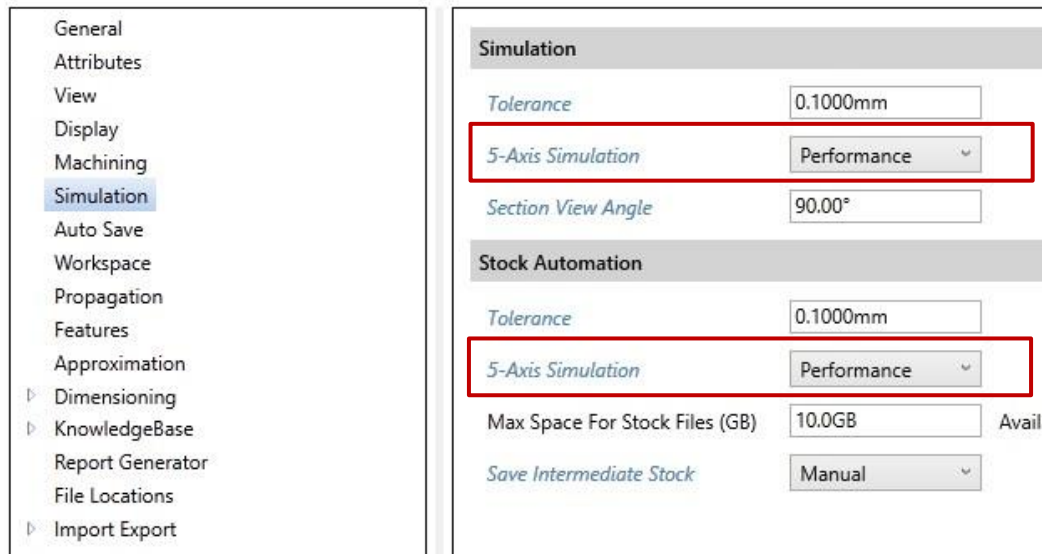 General
Attributes
View
Display
Machining
Simulation
Auto Save
Workspace
Propagation
Features
Approximation
Dimensioning
KnowledgeBase
Report Generator
File Locations
Import Export
Simulation
Tolerance 0.1000mm
5-Axis Simulation Performance
Section View Angle 90.00°
Stock Automation
Tolerance 0.1000mm
5-Axis Simulation Performance
Max Space For Stock Files (GB) 10.0GB Avail
Save Intermediate Stock Manual